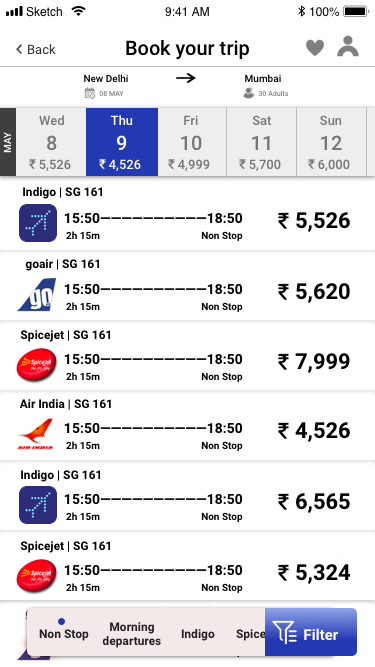 Sketch 9:41 AM 100%
Back Book your trip
New Delhi Mumbai
08 MAY 30 Adults
MAY
Wed Thu Fri Sat Sun
8 9 10 11 12
₹ 5,526 ₹ 4,526 ₹ 4,999 ₹ 5,700 ₹ 6,000
Indigo | SG 161
15:50 18:50 ₹ 5,526
2h 15m Non Stop
goair | SG 161
go
15:50 18:50 ₹ 5,620
2h 15m Non Stop
Spicejet | SG 161
Spicejet
15:50 18:50 ₹ 7,999
2h 15m Non Stop
Air India | SG 161
15:50 18:50 ₹ 4,526
AIR INDIA
2h 15m Non Stop
Indigo | SG 161
15:50 18:50 ₹ 6,565
2h 15m Non Stop
Spicejet | SG 161
Spicejet
15:50 18:50 ₹ 5,324
2h 15m Non Stop
Non Stop Morning departures Indigo Spice Filter